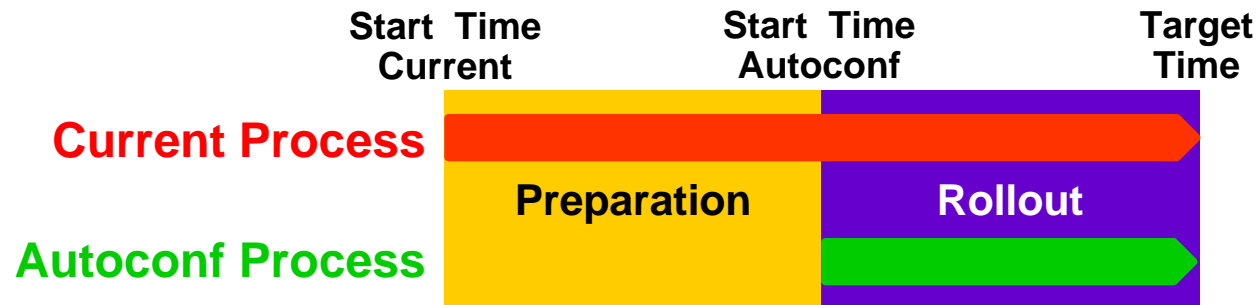 Start Time
Current
Start Time
Autoconf
Target
Time
Current Process
Preparation
Rollout
Autoconf Process